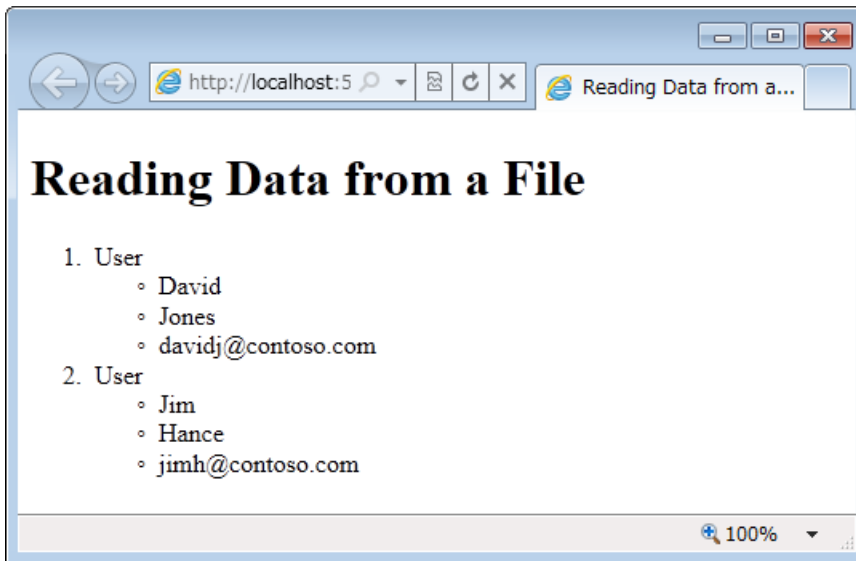 http://localhost:5
Reading Data from a...
Reading Data from a File
1. User
David
Jones
davidj@contoso.com
2. User
Jim
Hance
jimh@contoso.com
100%